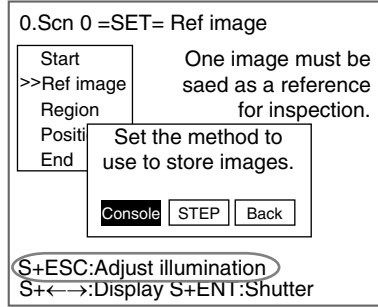 0.Scn 0 =SET= Ref image
Start
>>Ref image
Region
Positi
End
One image must be
saed as a reference
for inspection.
Set the method to
use to store images.
Console STEP Back
S+ESC:Adjust illumination
S+←→:Display S+ENT:Shutter